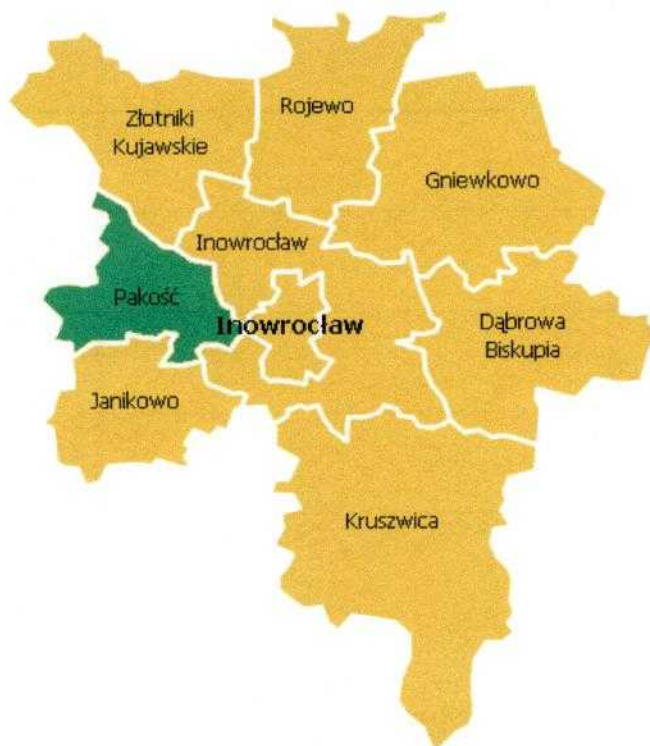 Rojewo
Złotniki
Kujawskie
Gniewkowo
Inowrocław
Pakość
Inowrocław
Dąbrowa
Biskupia
Janikowo
Kruszwica